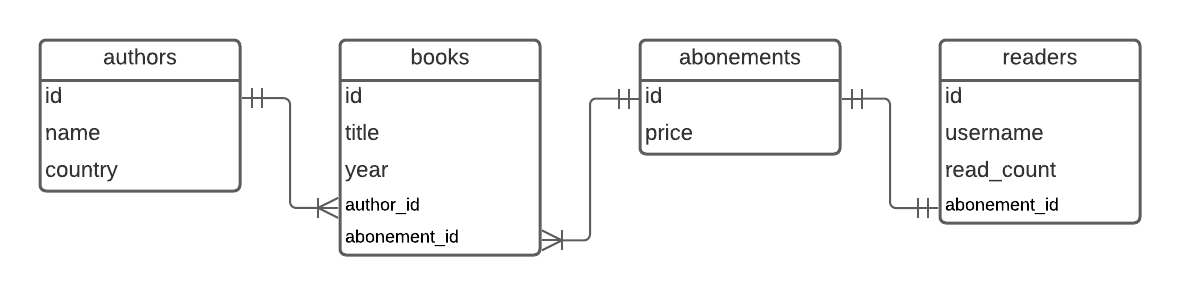 authors
id
name
country
books
id
title
year
author_id
abonement_id
abonements
id
price
readers
id
username
read_count
abonement_id